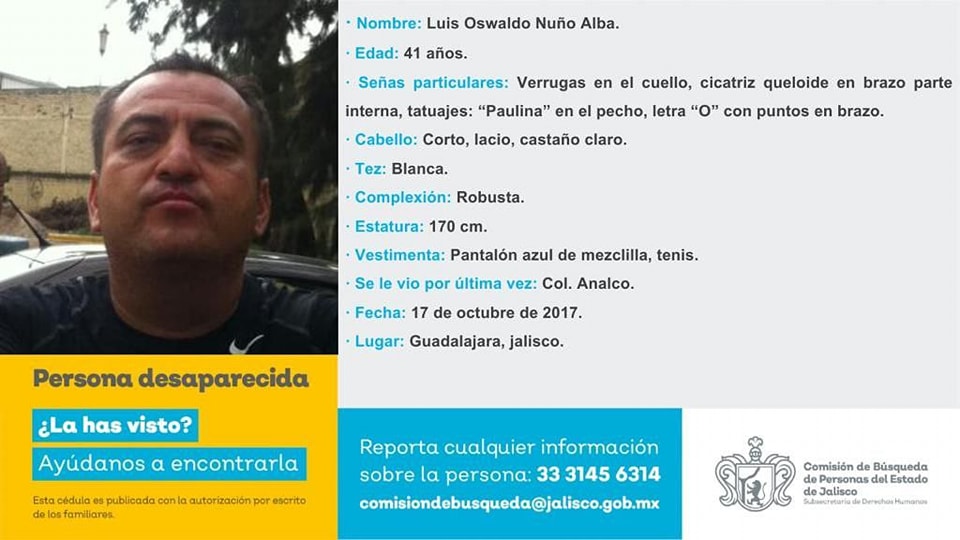 · Nombre: Luis Oswaldo Nuño Alba.
· Edad: 41 años.
· Señas particulares: Verrugas en el cuello, cicatriz queloide en brazo parte
interna, tatuajes: “Paulina” en el pecho, letra “O” con puntos en brazo.
· Cabello: Corto, lacio, castaño claro.
· Tez: Blanca.
· Complexión: Robusta.
· Estatura: 170 cm.
· Vestimenta: Pantalón azul de mezclilla, tenis.
· Se le vio por última vez: Col. Analco.
· Fecha: 17 de octubre de 2017.
· Lugar: Guadalajara, jalisco.
Persona desaparecida
¿La has visto?
Ayúdanos a encontrarla
Esta cédula es publicada con la autorización por escrito
de los familiares.
Reporta cualquier información
sobre la persona: 33 3145 6314
comisiondebusqueda@jalisco.gob.mx
Comisión de Búsqueda
de Personas del Estado
de Jalisco
Subsecretaría de Derechos Humanos